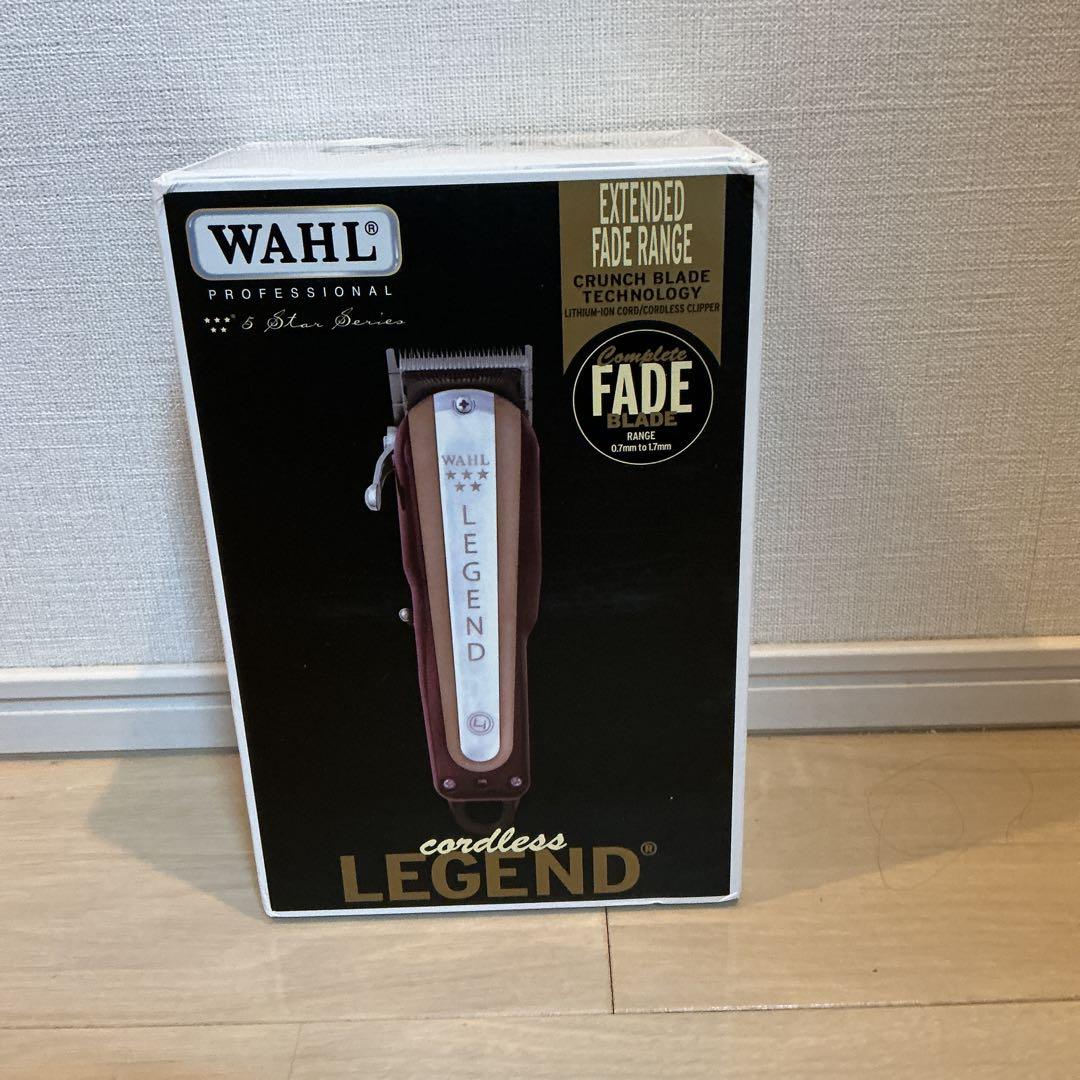 WAHL®
PROFESSIONAL
5 Star Series
EXTENDED
FADE RANGE
CRUNCH BLADE
TECHNOLOGY
LITHIUM-ION CORD/CORDLESS CLIPPER
Complete
FADE
BLADE
RANGE
0.7mm to 1.7mm
WAHL
LEGEND
cordless
LEGEND®